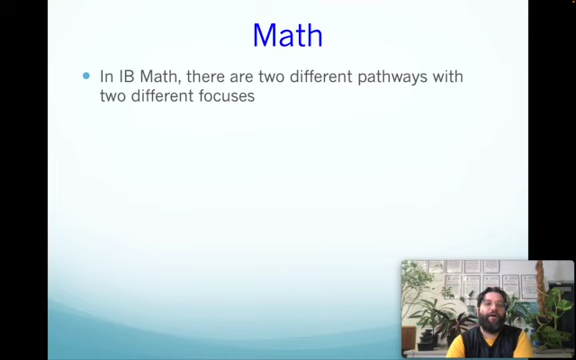 Math
In IB Math, there are two different pathways with
two different focuses